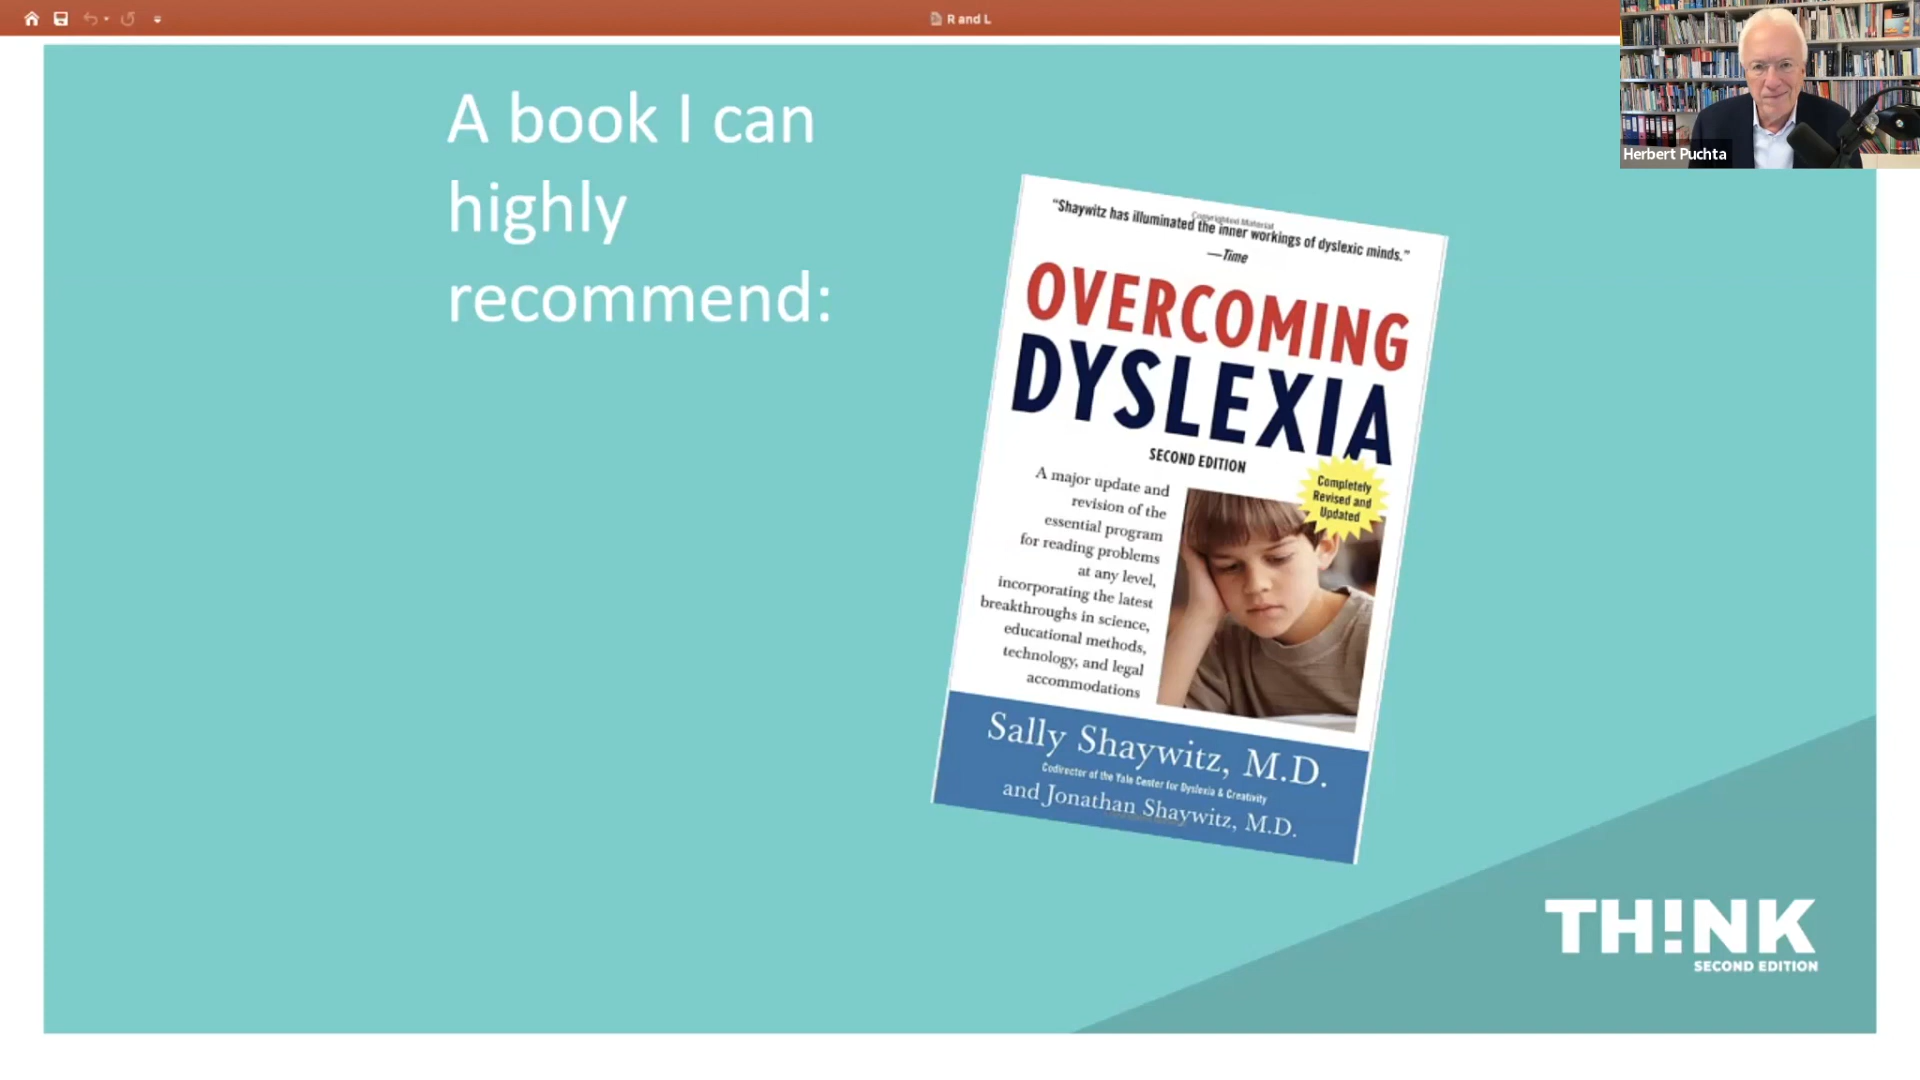 R and L
Herbert Puchta
A book I can
highly
recommend:
Copyrighted Material
“Shaywitz has illuminated the inner workings of dyslexic minds.”
—Time
OVERCOMING
DYSLEXIA
SECOND EDITION
Completely
Revised and
Updated
A major update and
revision of the
essential program
for reading problems
at any level,
incorporating the latest
breakthroughs in science,
educational methods,
technology, and legal
accommodations
Sally Shaywitz, M.D.
Codirector of the Yale Center for Dyslexia & Creativity
and Jonathan Shaywitz, M.D.
TH!NK
SECOND EDITION